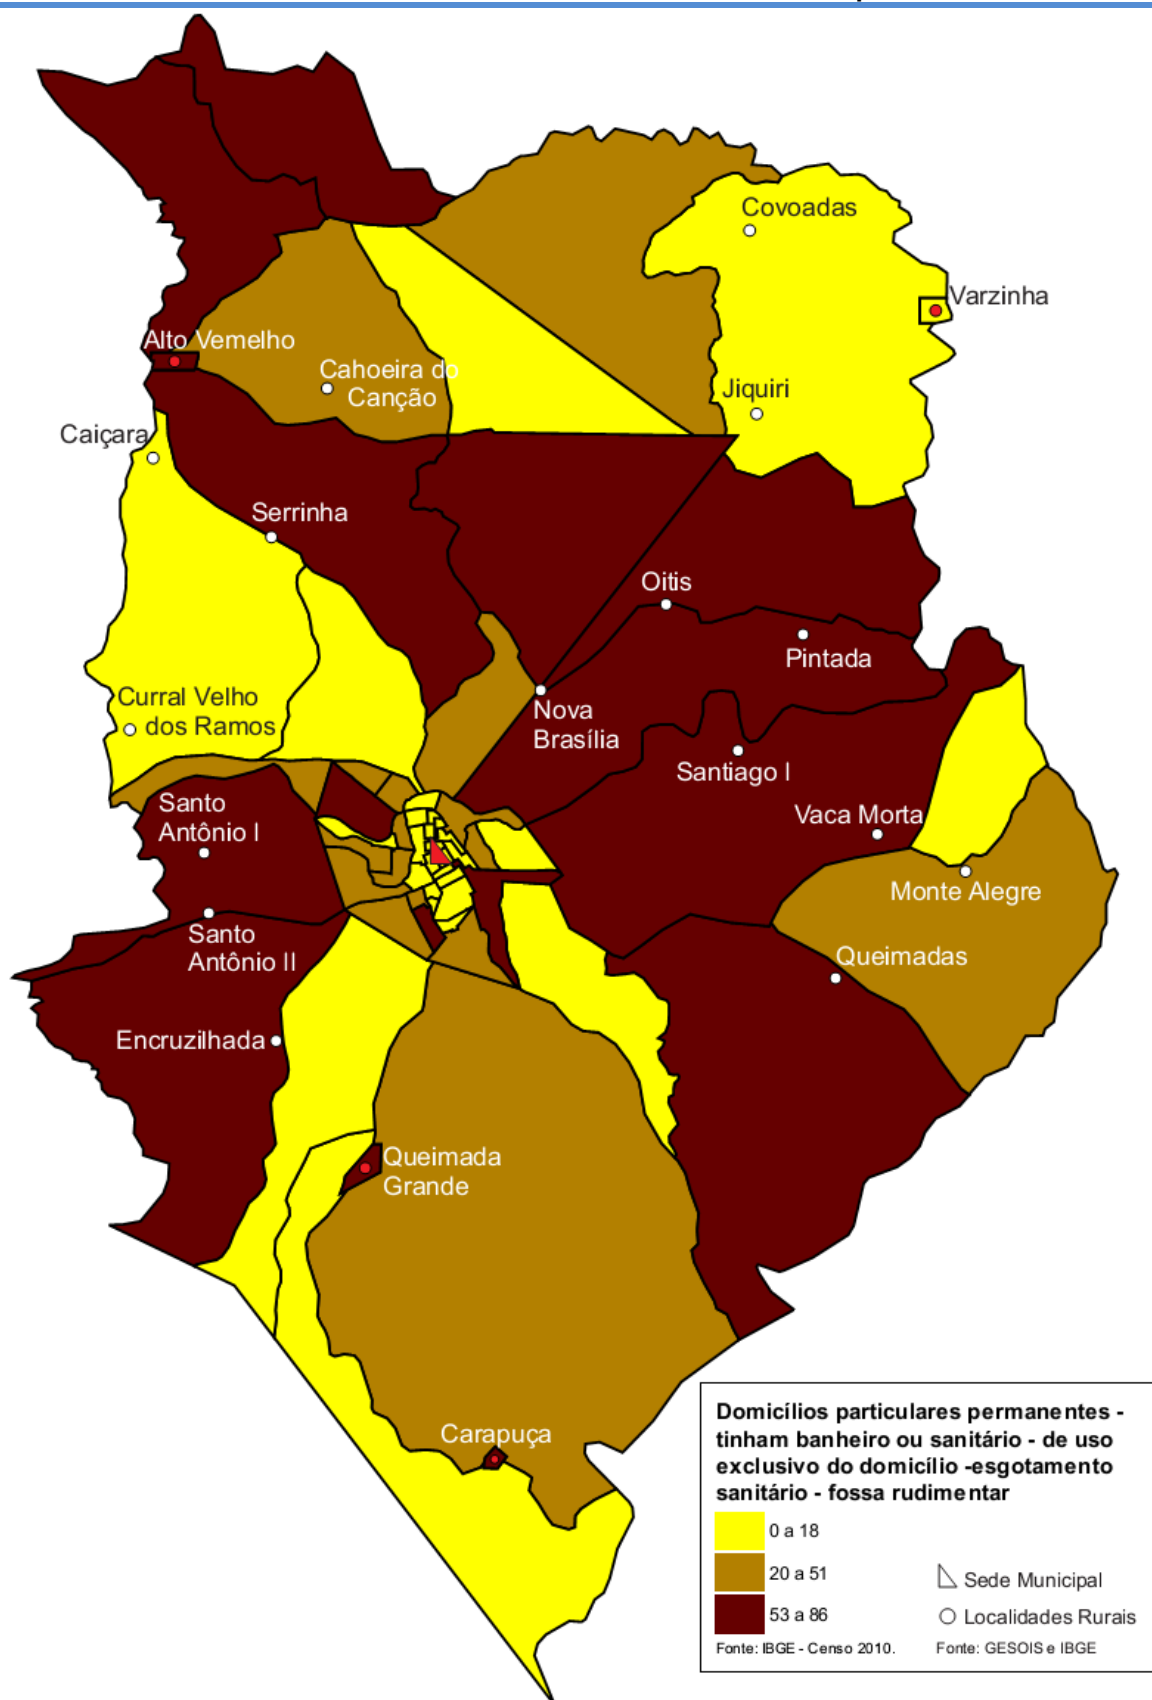 Covoadas
Varzinha
Alto Vemelho
Cahoeira do
Canção
Jiquiri
Caiçara
Serrinha
Oitis
Pintada
Curral Velho
dos Ramos
Nova
Brasília
Santiago I
Santo
Antônio I
Vaca Morta
Monte Alegre
Santo
Antônio II
Queimadas
Encruzilhada
Queimada
Grande
Carapuça
Domicílios particulares permanentes -
tinham banheiro ou sanitário - de uso
exclusivo do domicílio -esgotamento
sanitário - fossa rudimentar
0 a 18
20 a 51
53 a 86
Sede Municipal
Localidades Rurais
Fonte: IBGE - Censo 2010.
Fonte: GESOIS e IBGE